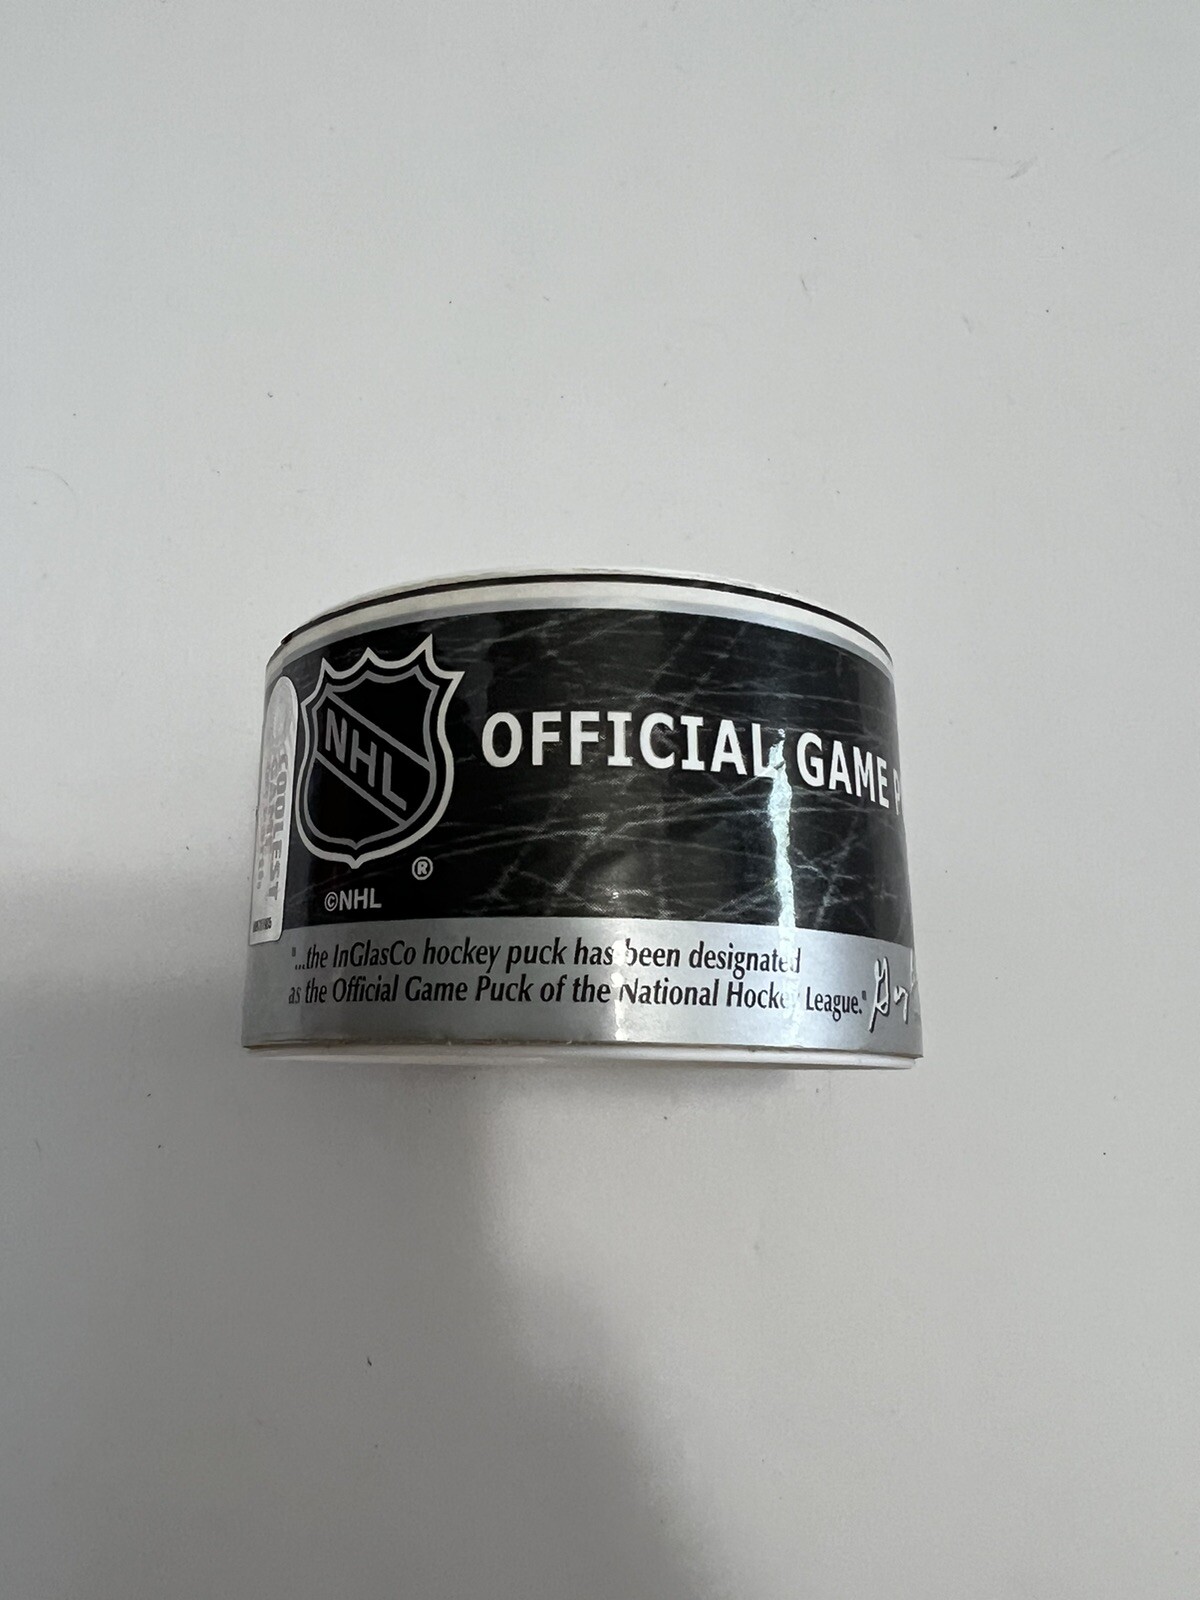 NHL
OFFICIAL GAME P
®
©NHL
COOLEST
"...the InGlasCo hockey puck has been designated
as the Official Game Puck of the National Hockey League."